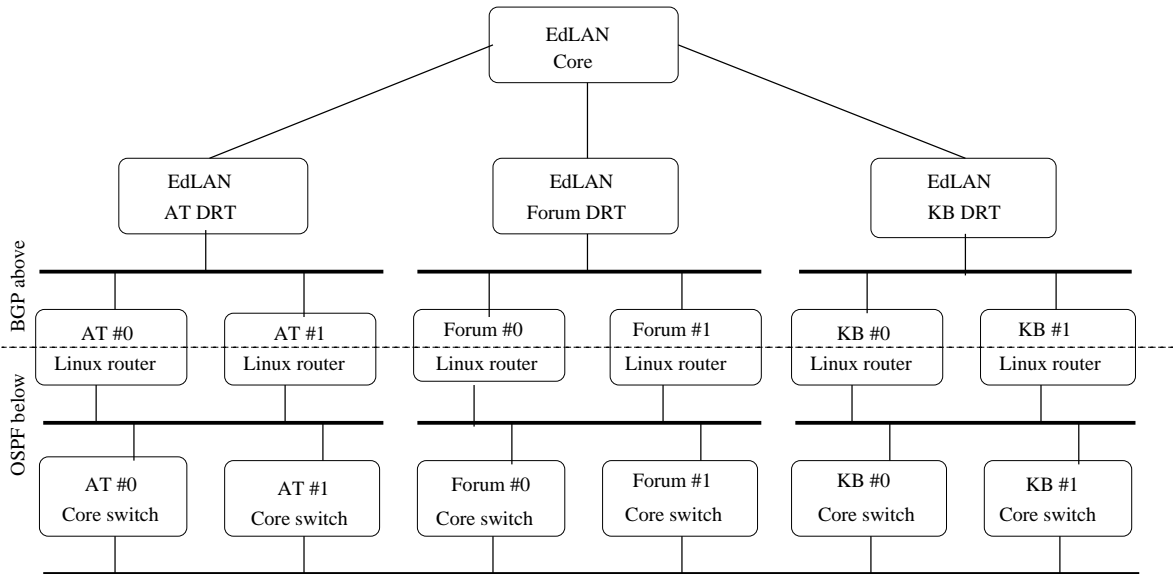 EdLAN
Core
EdLAN
AT DRT
EdLAN
Forum DRT
EdLAN
KB DRT
BGP above
OSPF below
AT #0
Linux router
AT #1
Linux router
Forum #0
Linux router
Forum #1
Linux router
KB #0
Linux router
KB #1
Linux router
AT #0
Core switch
AT #1
Core switch
Forum #0
Core switch
Forum #1
Core switch
KB #0
Core switch
KB #1
Core switch